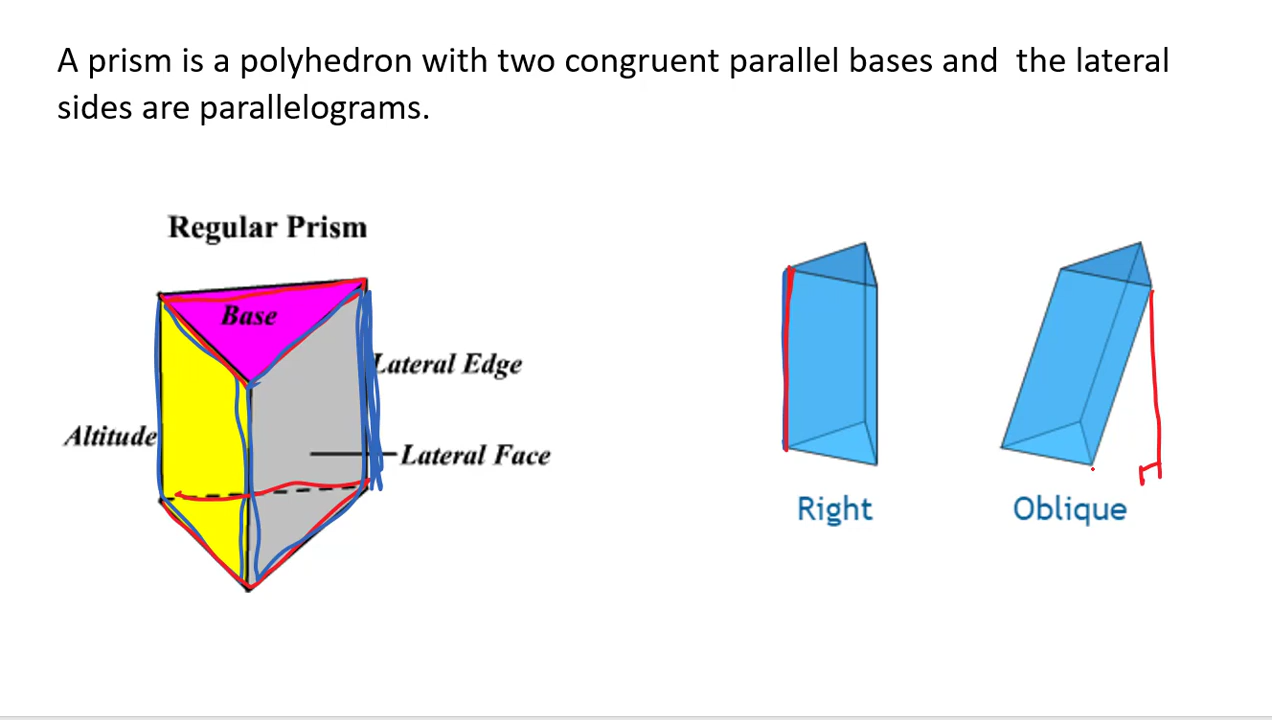 A prism is a polyhedron with two congruent parallel bases and  the lateral
sides are parallelograms.
Regular Prism
Base
Lateral Edge
Altitude
Lateral Face
Right
Oblique